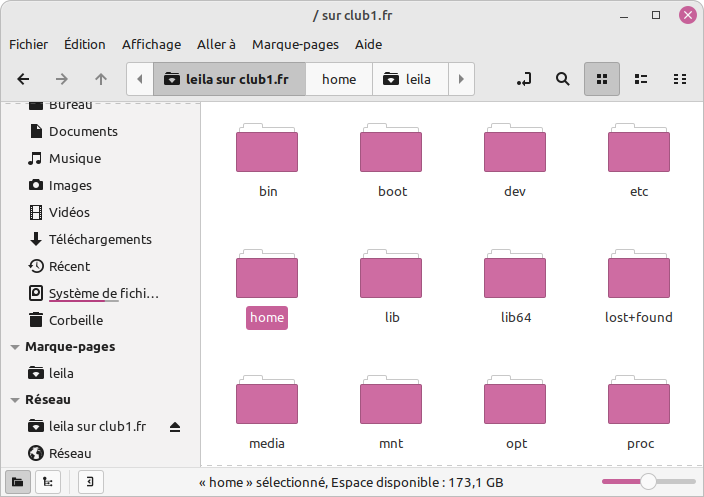 / sur club1.fr
Fichier Édition Affichage Aller à Marque-pages Aide
leila sur club1.fr home leila
Bureau
Documents
Musique
Images
Vidéos
Téléchargements
Récent
Système de fichi...
Corbeille
Marque-pages
leila
Réseau
leila sur club1.fr
Réseau
bin boot dev etc
home lib lib64 lost+found
media mnt opt proc
« home » sélectionné, Espace disponible : 173,1 GB